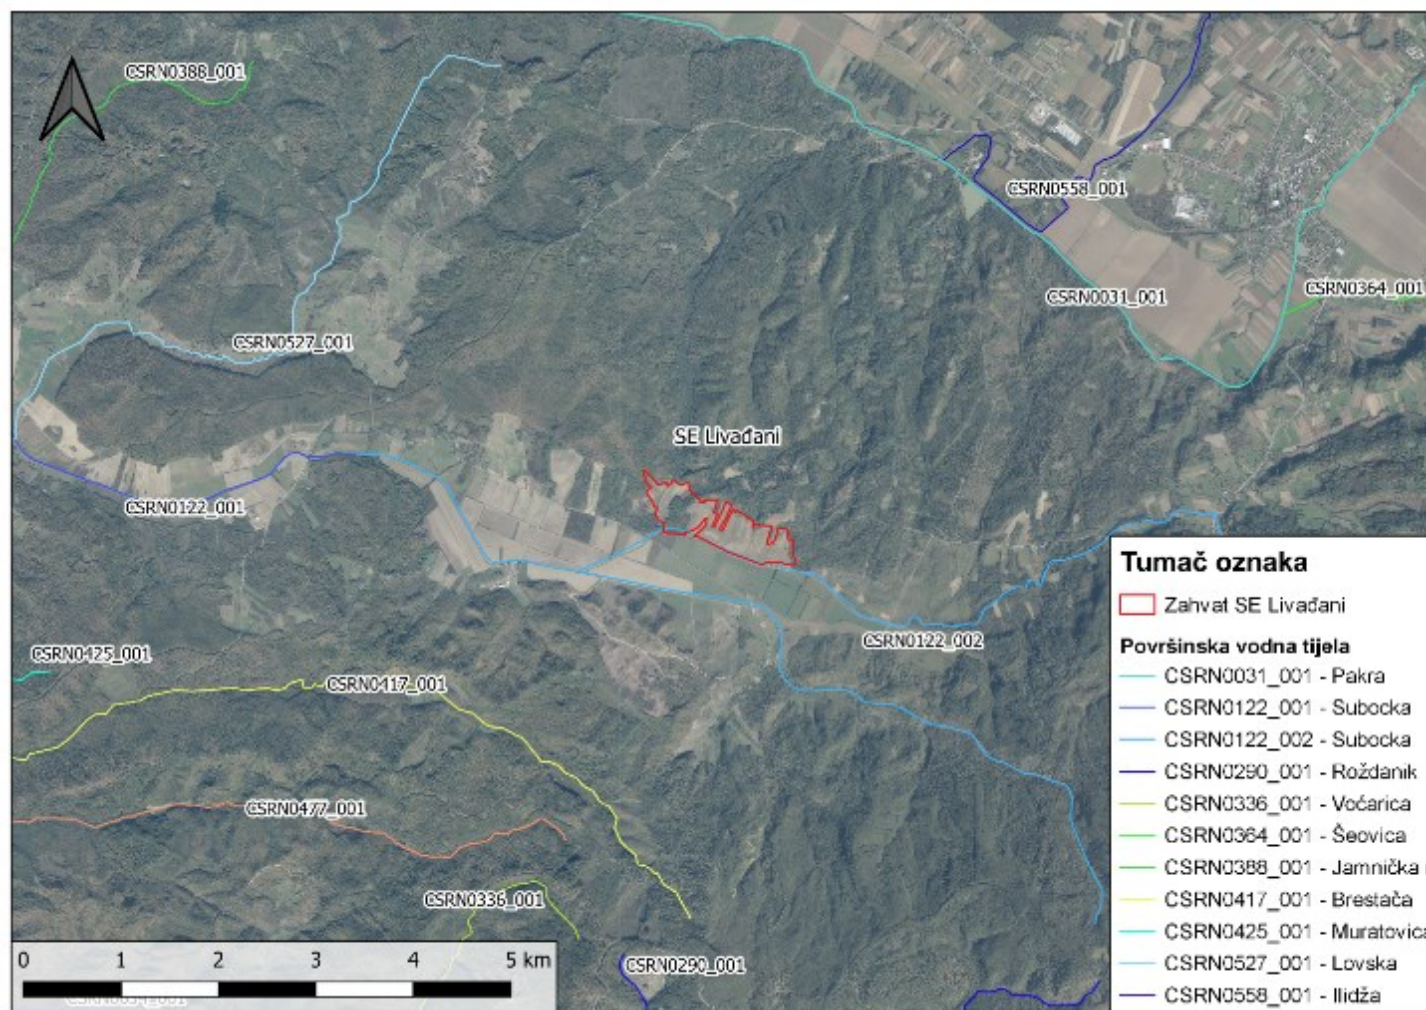 CSRN0388_001
CSRN0558_001
CSRN0364_001
CSRN0031_001
CSRN0527_001
SE Livađani
CSRN0122_001
CSRN0122_002
CSRN0425_001
CSRN0417_001
CSRN0477_001
CSRN0336_001
CSRN0290_001
0 1 2 3 4 5 km
Tumač oznaka
Zahvat SE Livađani
Površinska vodna tijela
CSRN0031_001 - Pakra
CSRN0122_001 - Subocka
CSRN0122_002 - Subocka
CSRN0290_001 - Roždanik
CSRN0336_001 - Voćarica
CSRN0364_001 - Šeovica
CSRN0388_001 - Jamnička
CSRN0417_001 - Brestača
CSRN0425_001 - Muratovica
CSRN0527_001 - Lovska
CSRN0558_001 - Ilidža